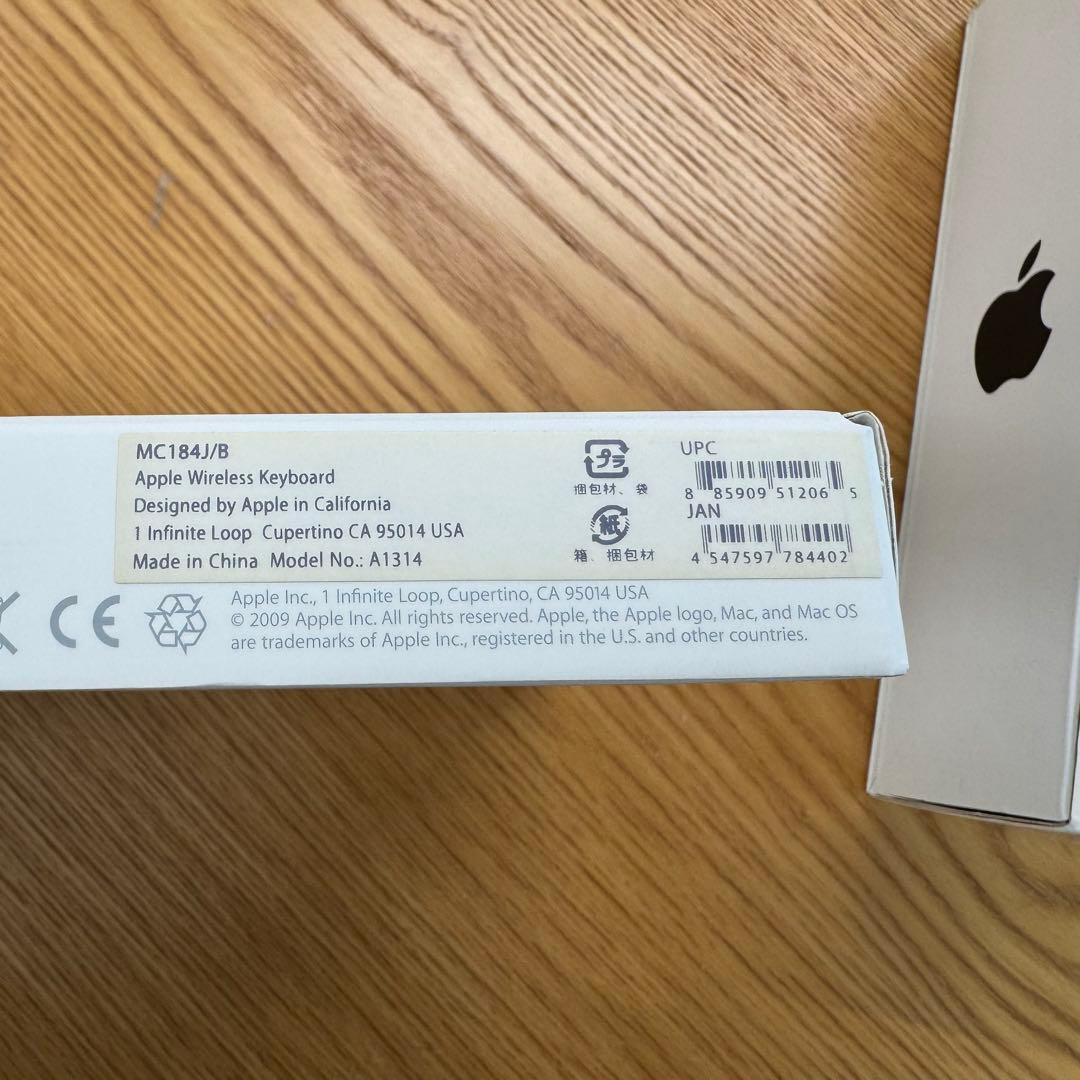 MC184J/B
Apple Wireless Keyboard
Designed by Apple in California
1 Infinite Loop Cupertino CA 95014 USA
Made in China Model No.: A1314
プラ
梱包材、袋
紙
箱、梱包材
UPC
8 85909 51206 5
JAN
4 547597 784402
CE
Apple Inc., 1 Infinite Loop, Cupertino, CA 95014 USA
© 2009 Apple Inc. All rights reserved. Apple, the Apple logo, Mac, and Mac OS
are trademarks of Apple Inc., registered in the U.S. and other countries.